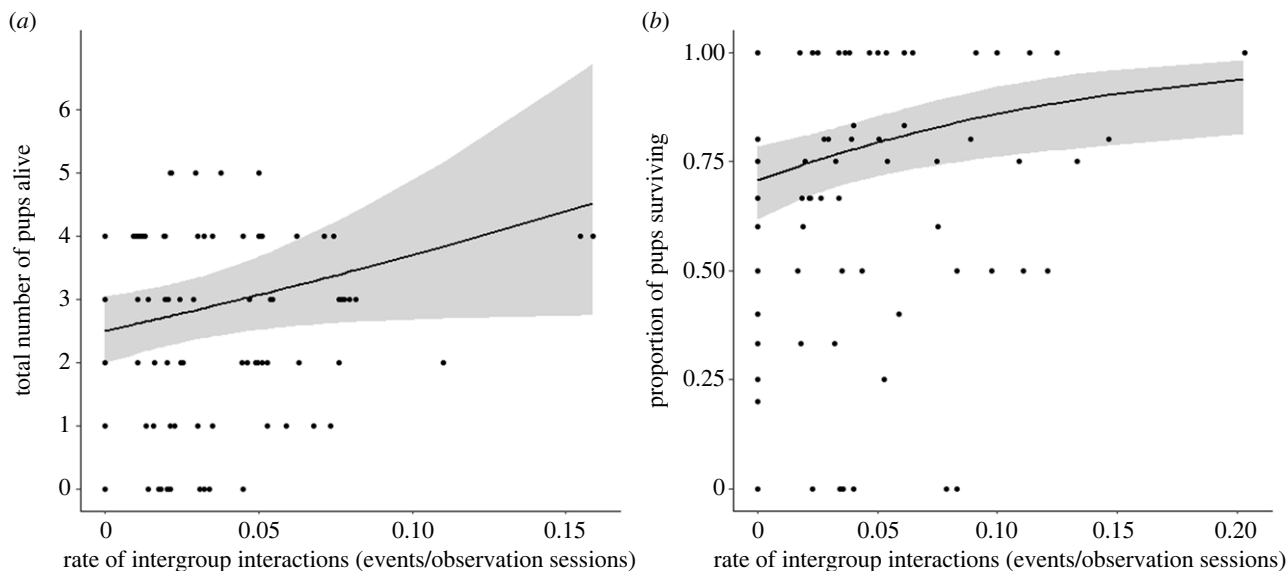 (a)
total number of pups alive
6
5
4
3
2
1
0
0 0.05 0.10 0.15
rate of intergroup interactions (events/observation sessions)
(b)
proportion of pups surviving
1.00
0.75
0.50
0.25
0
0 0.05 0.10 0.15 0.20
rate of intergroup interactions (events/observation sessions)